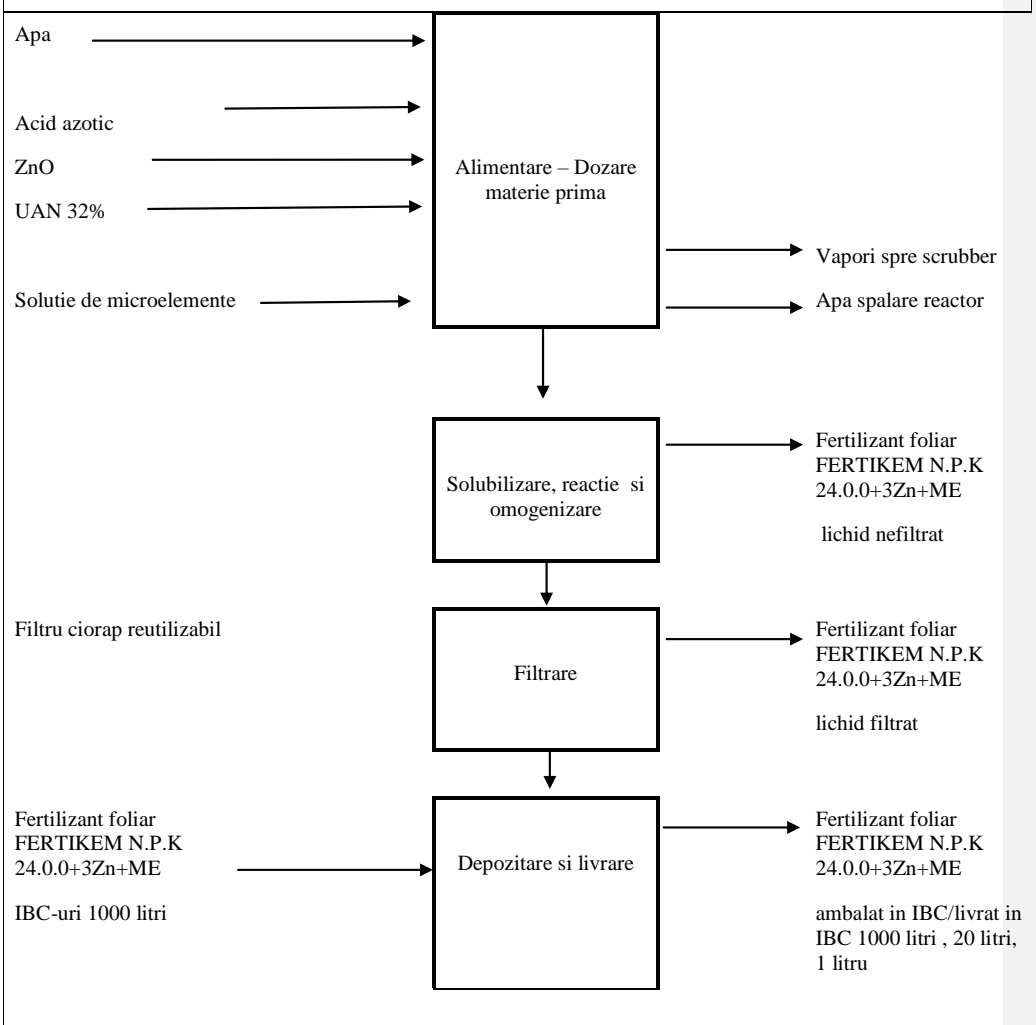 Apa
Acid azotic
ZnO
UAN 32%
Solutie de microelemente
Alimentare – Dozare
materie prima
Vapori spre scrubber
Apa spalare reactor
Solubilizare, reactie si
omogenizare
Fertilizant foliar
FERTIKEM N.P.K
24.0.0+3Zn+ME
lichid nefiltrat
Filtru ciorap reutilizabil
Filtrare
Fertilizant foliar
FERTIKEM N.P.K
24.0.0+3Zn+ME
lichid filtrat
Fertilizant foliar
FERTIKEM N.P.K
24.0.0+3Zn+ME
IBC-uri 1000 litri
Depozitare si livrare
Fertilizant foliar
FERTIKEM N.P.K
24.0.0+3Zn+ME
ambalat in IBC/livrat in
IBC 1000 litri , 20 litri,
1 litru